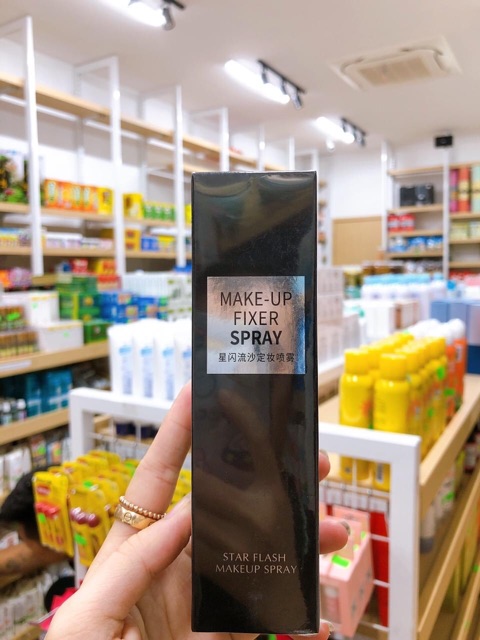 MAKE-UP
FIXER
SPRAY
星闪流沙定妆喷雾
STAR FLASH
MAKEUP SPRAY